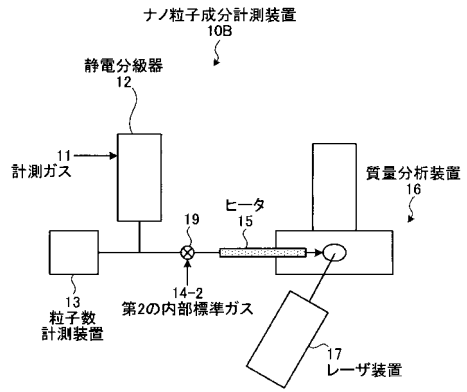 ナノ粒子成分計測装置
10B
静電分級器
12
11
計測ガス
質量分析装置
16
ヒータ
15
19
14-2
第2の内部標準ガス
13
粒子数
計測装置
17
レーザ装置